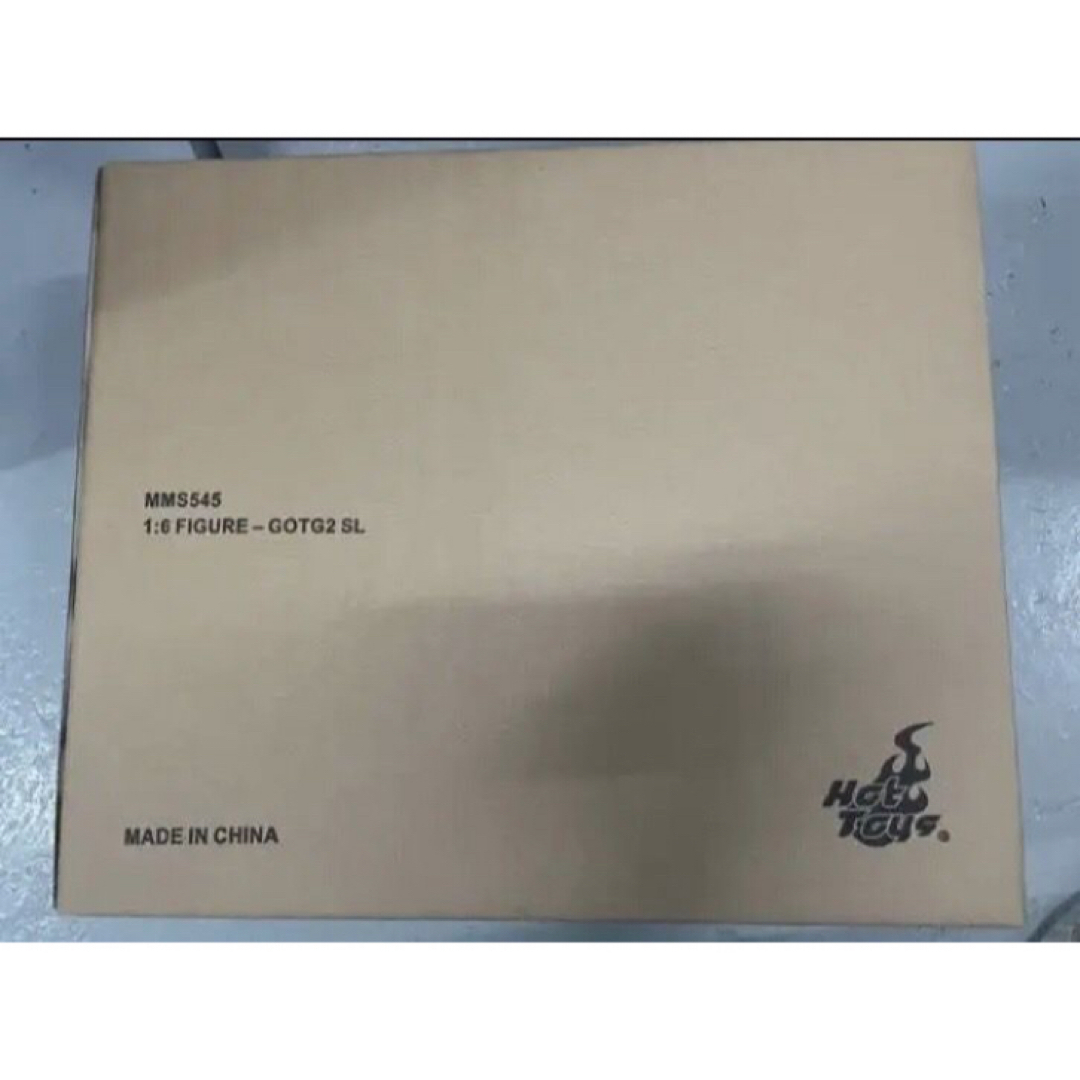 MMS545
1:6 FIGURE – GOTG2 SL
MADE IN CHINA
Hot
Toys®